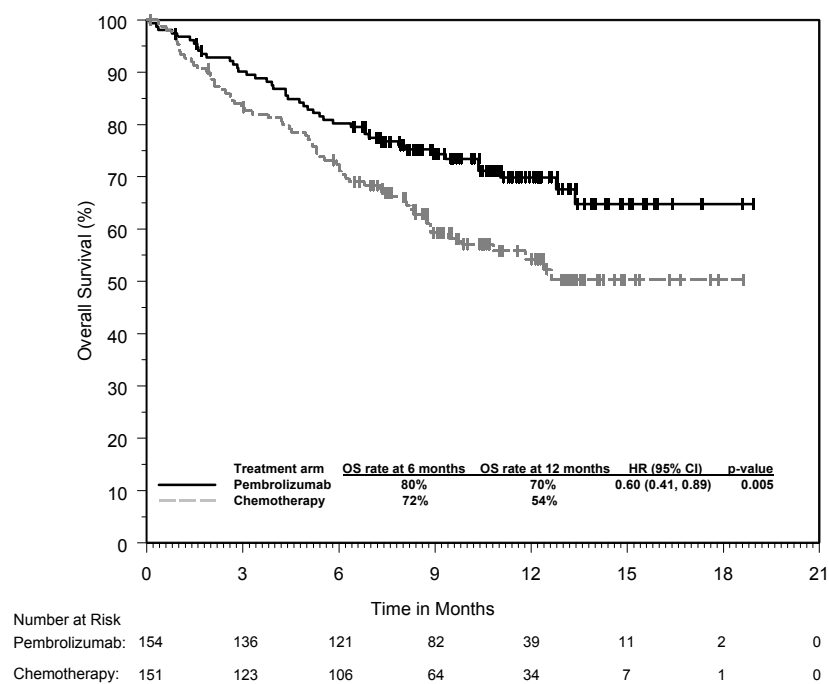 100
90
80
70
60
50
40
30
20
10
0
Overall Survival (%)
Treatment arm OS rate at 6 months OS rate at 12 months HR (95% CI) p-value
Pembrolizumab 80% 70% 0.60 (0.41, 0.89) 0.005
Chemotherapy 72% 54%
0 3 6 9 12 15 18 21
Time in Months
Number at Risk
Pembrolizumab: 154 136 121 82 39 11 2 0
Chemotherapy: 151 123 106 64 34 7 1 0